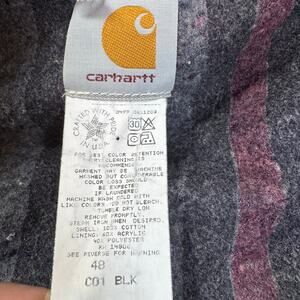 carhartt
CRAFTED WITH PRIDE
IN U.S.A.
30
FOR BEST COLOR RETENTION
DRY CLEANING IS
RECOMMENDED.
GARMENT MAY BE MACHINE
WASHED BUT CONSIDERABLE
COLOR LOSS SHOULD
BE EXPECTED
IF LAUNDERED
MACHINE WASH COLD WITH
LIKE COLORS. DO NOT BLEACH.
TUMBLE DRY LOW
REMOVE PROMPTLY.
STEAM IRON WHEN DESIRED.
SHELL: 100% COTTON
LINING: 60% ACRYLIC
40% POLYESTER
RN 14806
SEE REVERSE FOR WARNING
48
C01 BLK